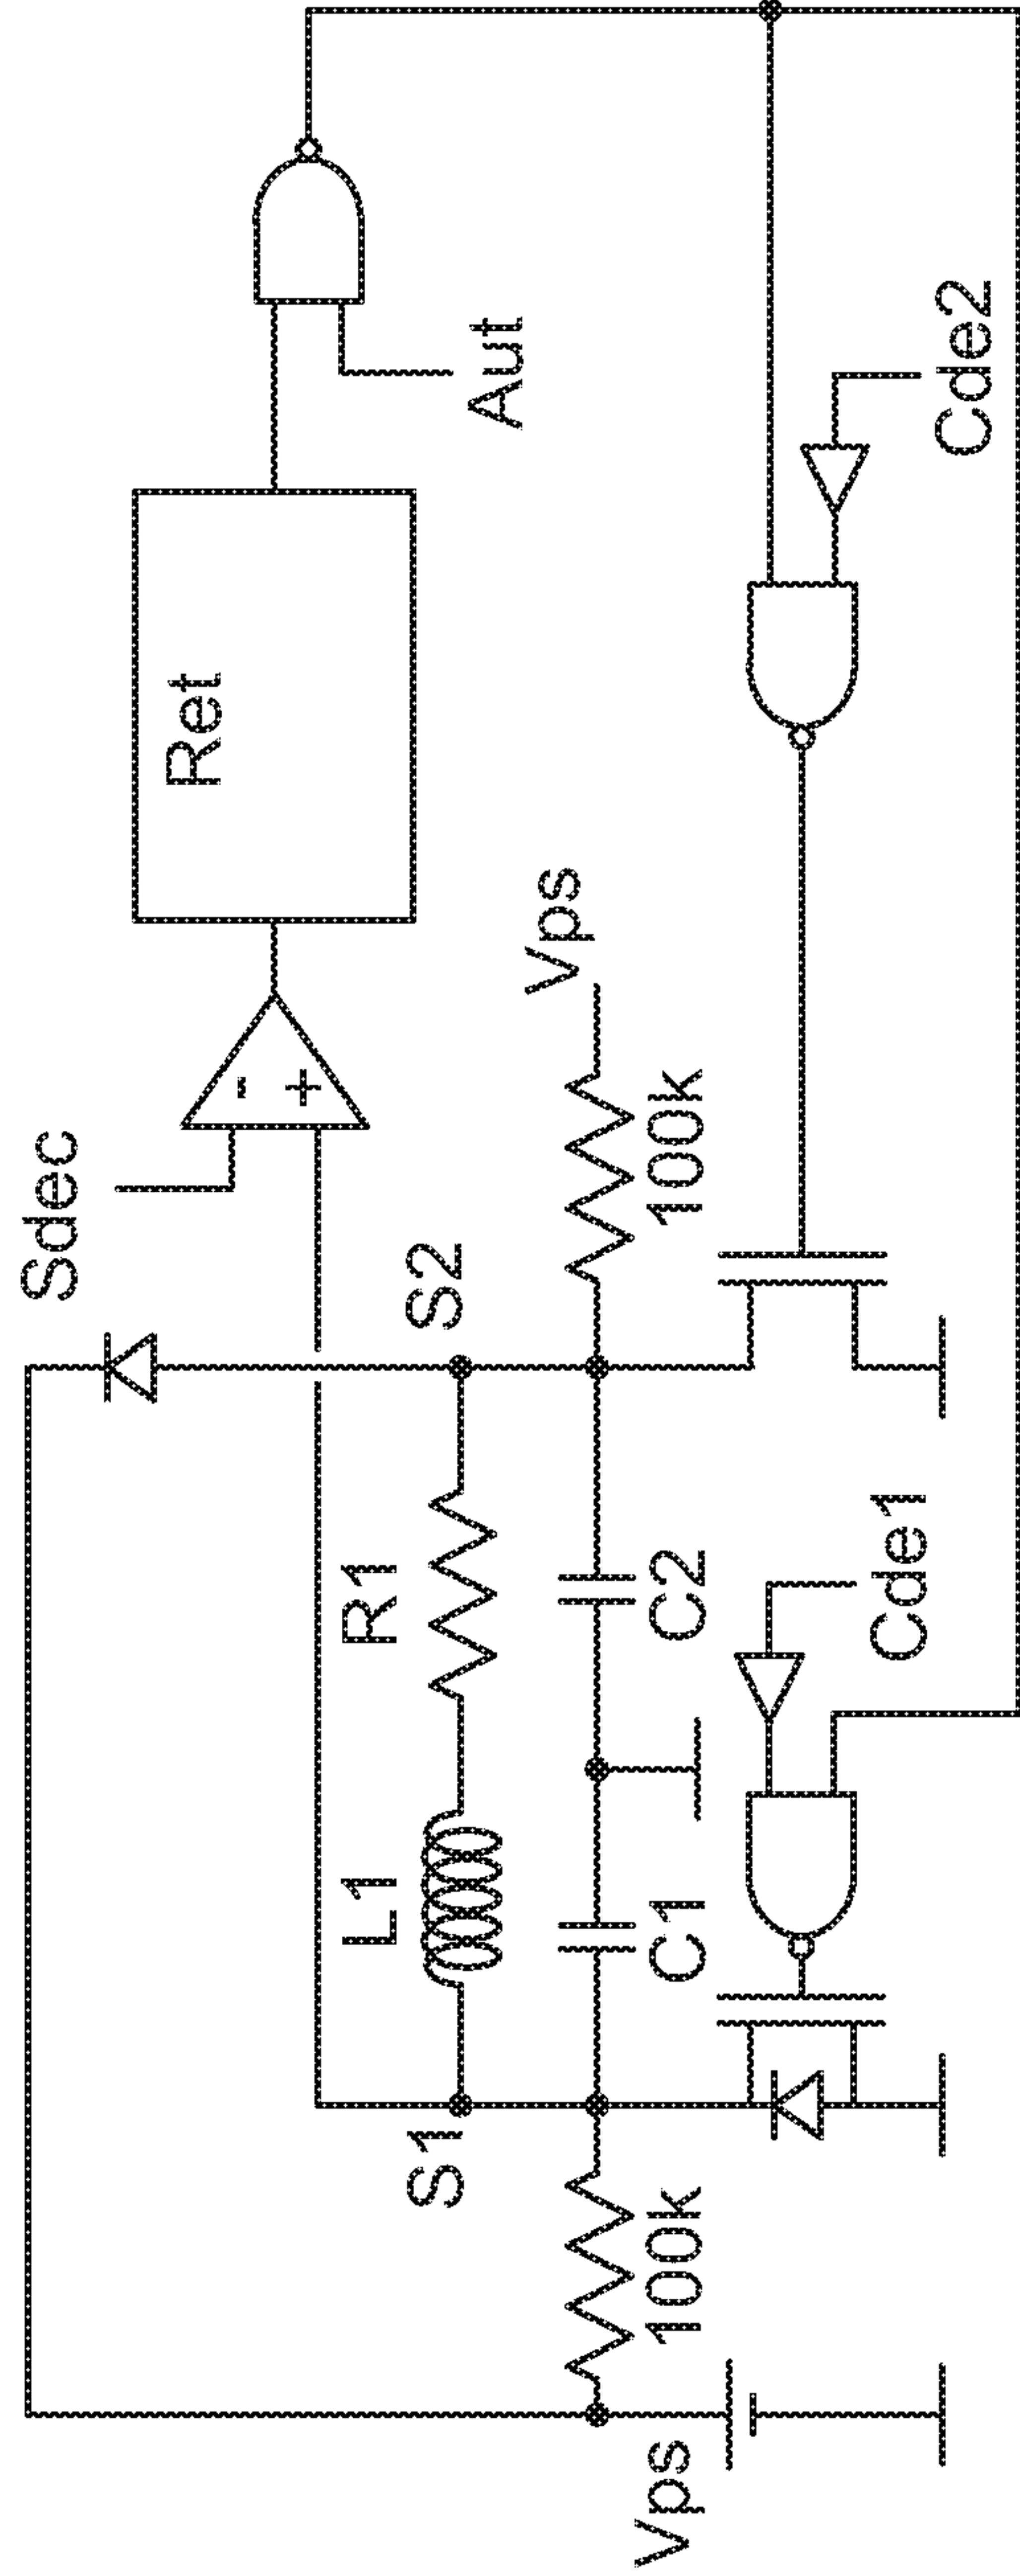 Sdec
Ret
Aut
S1
L1
R1
S2
Vps
100k
C1
C2
100k
Vps
Cde1
Cde2
+
-